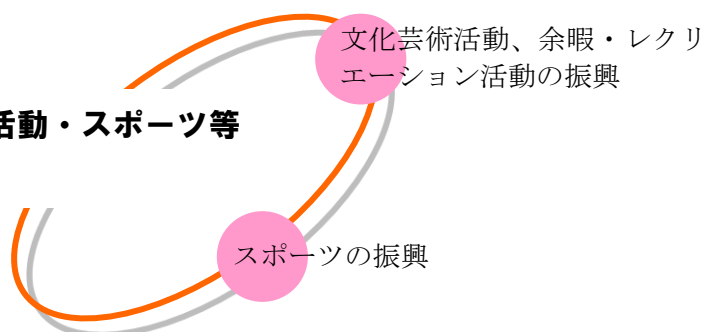 文化芸術活動、余暇・レクリ
エーション活動の振興
活動・スポーツ等
スポーツの振興